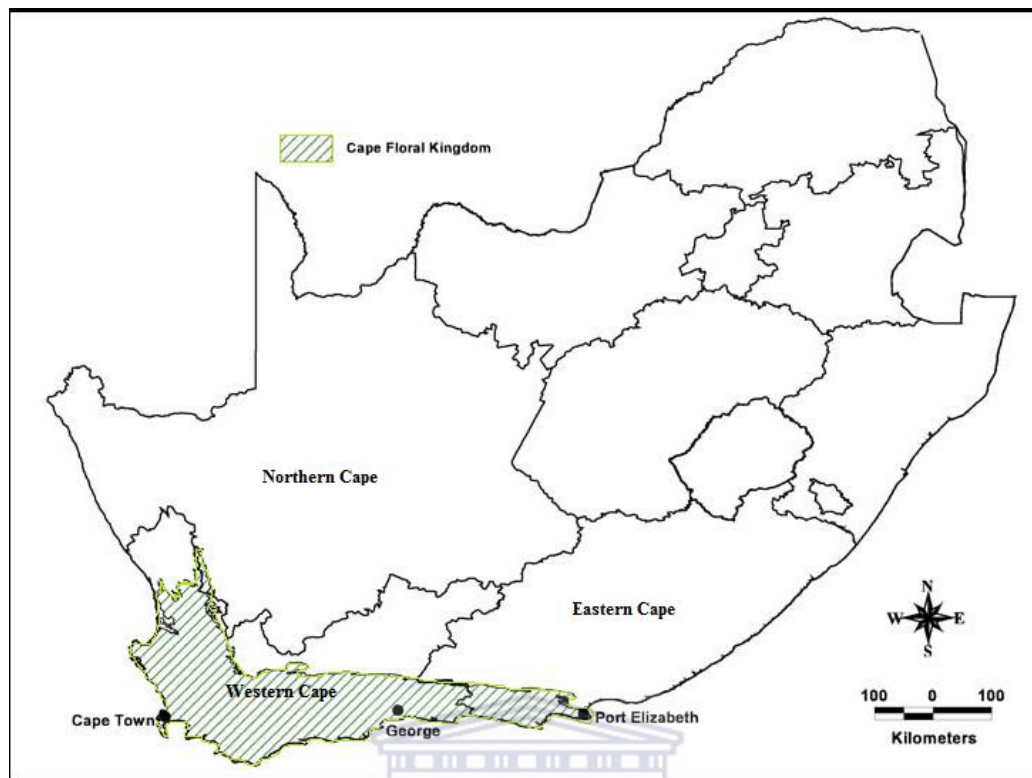 Cape Floral Kingdom
Northern Cape
Eastern Cape
N
W E
S
Western Cape
Cape Town
George
Port Elizabeth
100 0 100
Kilometers